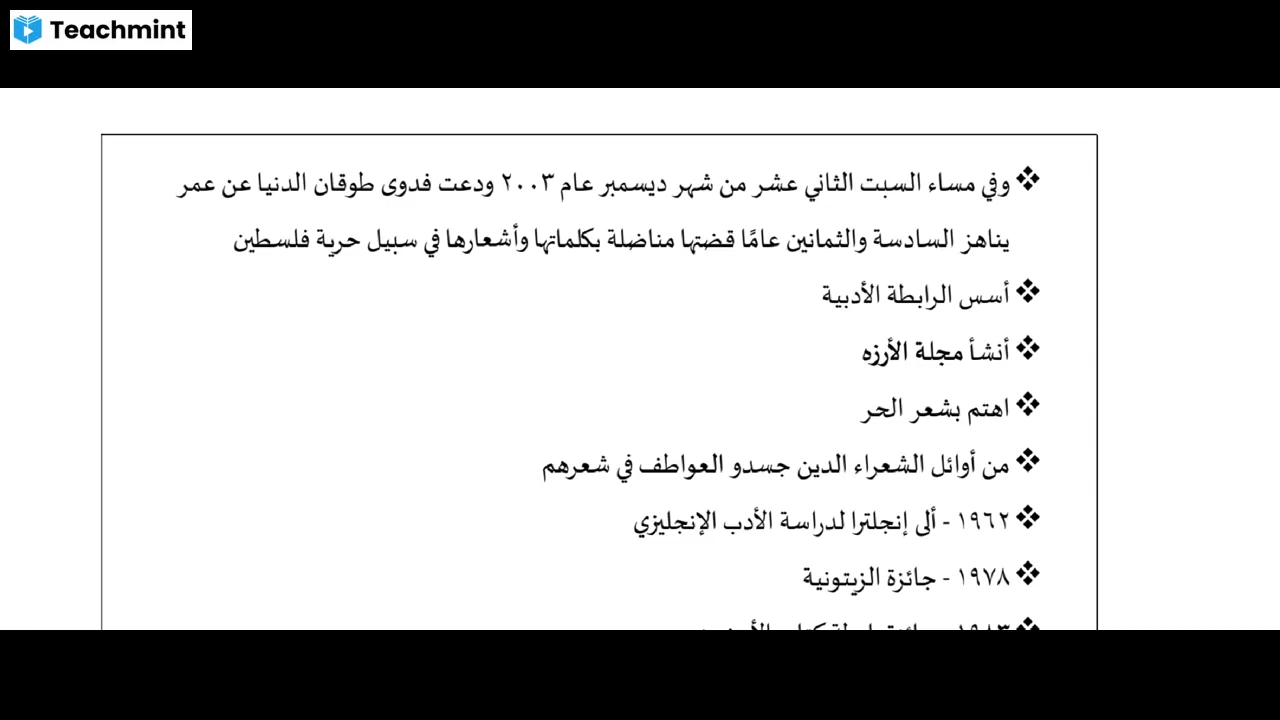 Teachmint
❖ وفي مساء السبت الثاني عشر من شهر ديسمبر عام ٢٠٠٣ ودعت فدوى طوقان الدنيا عن عمر
يناهز السادسة والثمانين عامًا قضتها مناضلة بكلماتها وأشعارها في سبيل حرية فلسطين
❖ أسس الرابطة الأدبية
❖ أنشأ مجلة الأرزه
❖ اهتم بشعر الحر
❖ من أوائل الشعراء الدين جسدو العواطف في شعرهم
❖ ١٩٦٢ - ألى إنجلترا لدراسة الأدب الإنجليزي
❖ ١٩٧٨ - جائزة الزيتونية